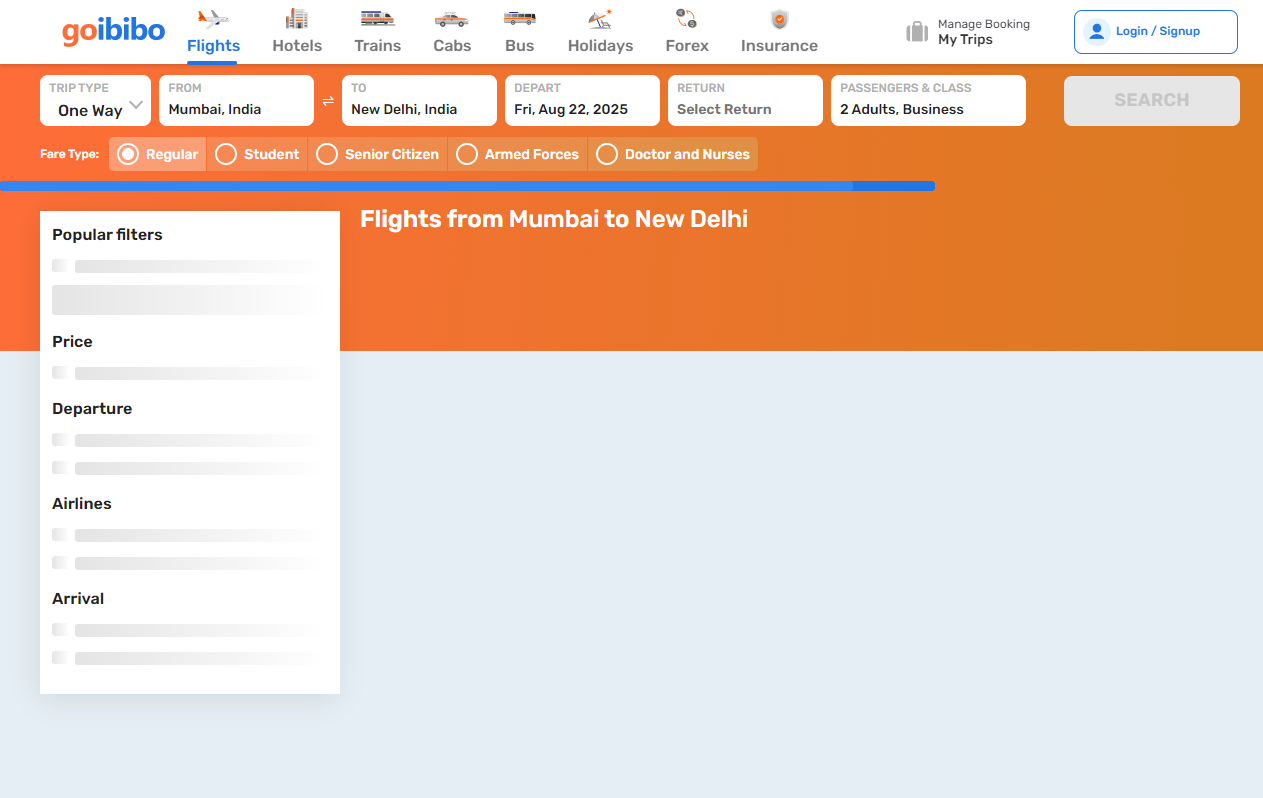 goibibo
Flights
Hotels
Trains
Cabs
Bus
Holidays
Forex
Insurance
Manage Booking
My Trips
Login / Signup
TRIP TYPE
One Way
FROM
Mumbai, India
TO
New Delhi, India
DEPART
Fri, Aug 22, 2025
RETURN
Select Return
PASSENGERS & CLASS
2 Adults, Business
SEARCH
Fare Type:
Regular
Student
Senior Citizen
Armed Forces
Doctor and Nurses
Flights from Mumbai to New Delhi
Popular filters
Price
Departure
Airlines
Arrival